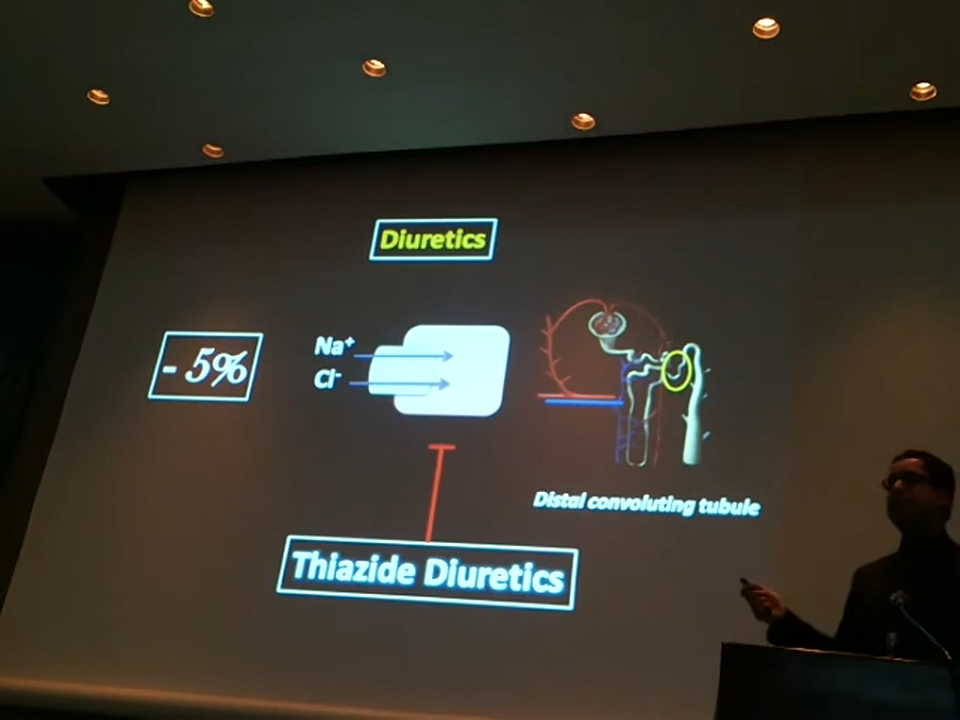 Diuretics
- 5%
Na⁺
Cl⁻
Distal convoluting tubule
Thiazide Diuretics